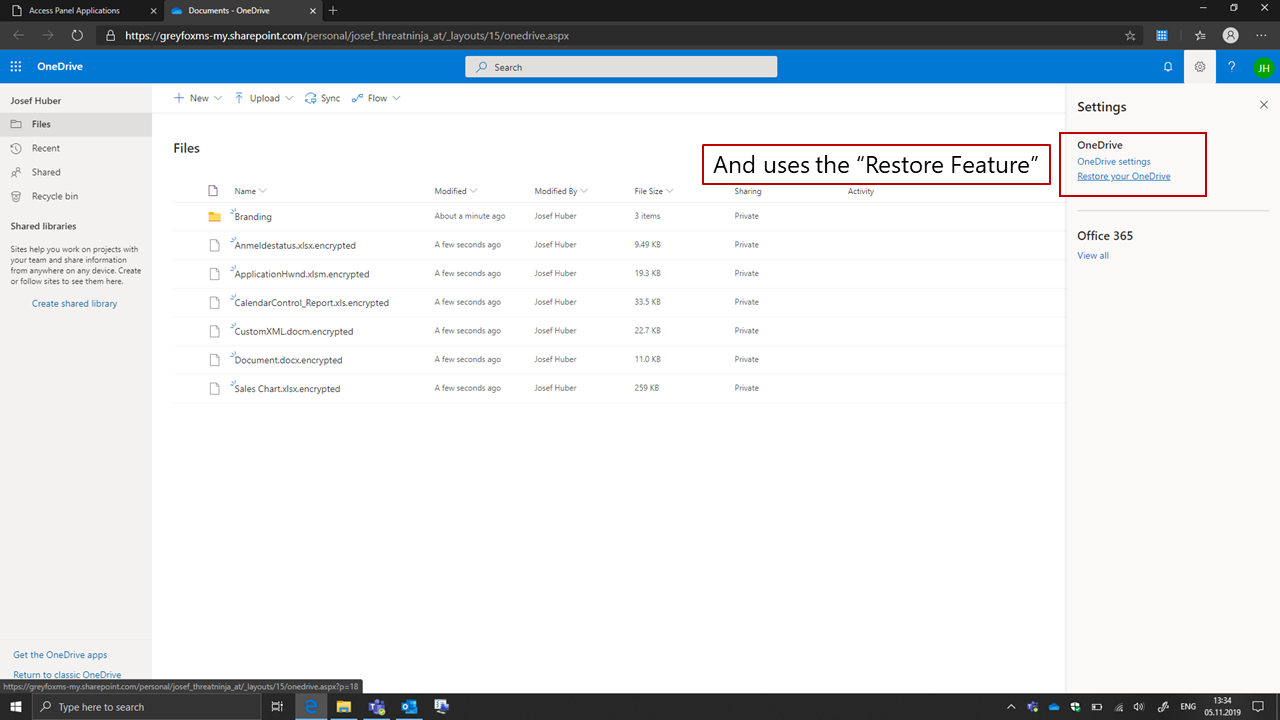 Access Panel Applications
Documents - OneDrive
https://greyfoxms-my.sharepoint.com/personal/josef_threatninja_at/_layouts/15/onedrive.aspx
OneDrive
Search
?
JH
Josef Huber
Files
Recent
Shared
Recycle bin
Shared libraries
Sites help you work on projects with
your team and share information
from anywhere on any device. Create
or follow sites to see them here.
Create shared library
Get the OneDrive apps
Return to classic OneDrive
https://greyfoxms-my.sharepoint.com/personal/josef_threatninja_at/_layouts/15/onedrive.aspx?p=18
New Upload Sync Flow
Files
And uses the “Restore Feature”
Name Modified Modified By File Size Sharing Activity
Branding About a minute ago Josef Huber 3 items Private
Anmeldestatus.xlsx.encrypted A few seconds ago Josef Huber 9.49 KB Private
ApplicationHwnd.xlsm.encrypted A few seconds ago Josef Huber 19.3 KB Private
CalendarControl_Report.xls.encrypted A few seconds ago Josef Huber 33.5 KB Private
CustomXML.docm.encrypted A few seconds ago Josef Huber 22.7 KB Private
Document.docx.encrypted A few seconds ago Josef Huber 11.0 KB Private
Sales Chart.xlsx.encrypted A few seconds ago Josef Huber 259 KB Private
Settings
OneDrive
OneDrive settings
Restore your OneDrive
Office 365
View all
Type here to search
ENG
13:34
05.11.2019